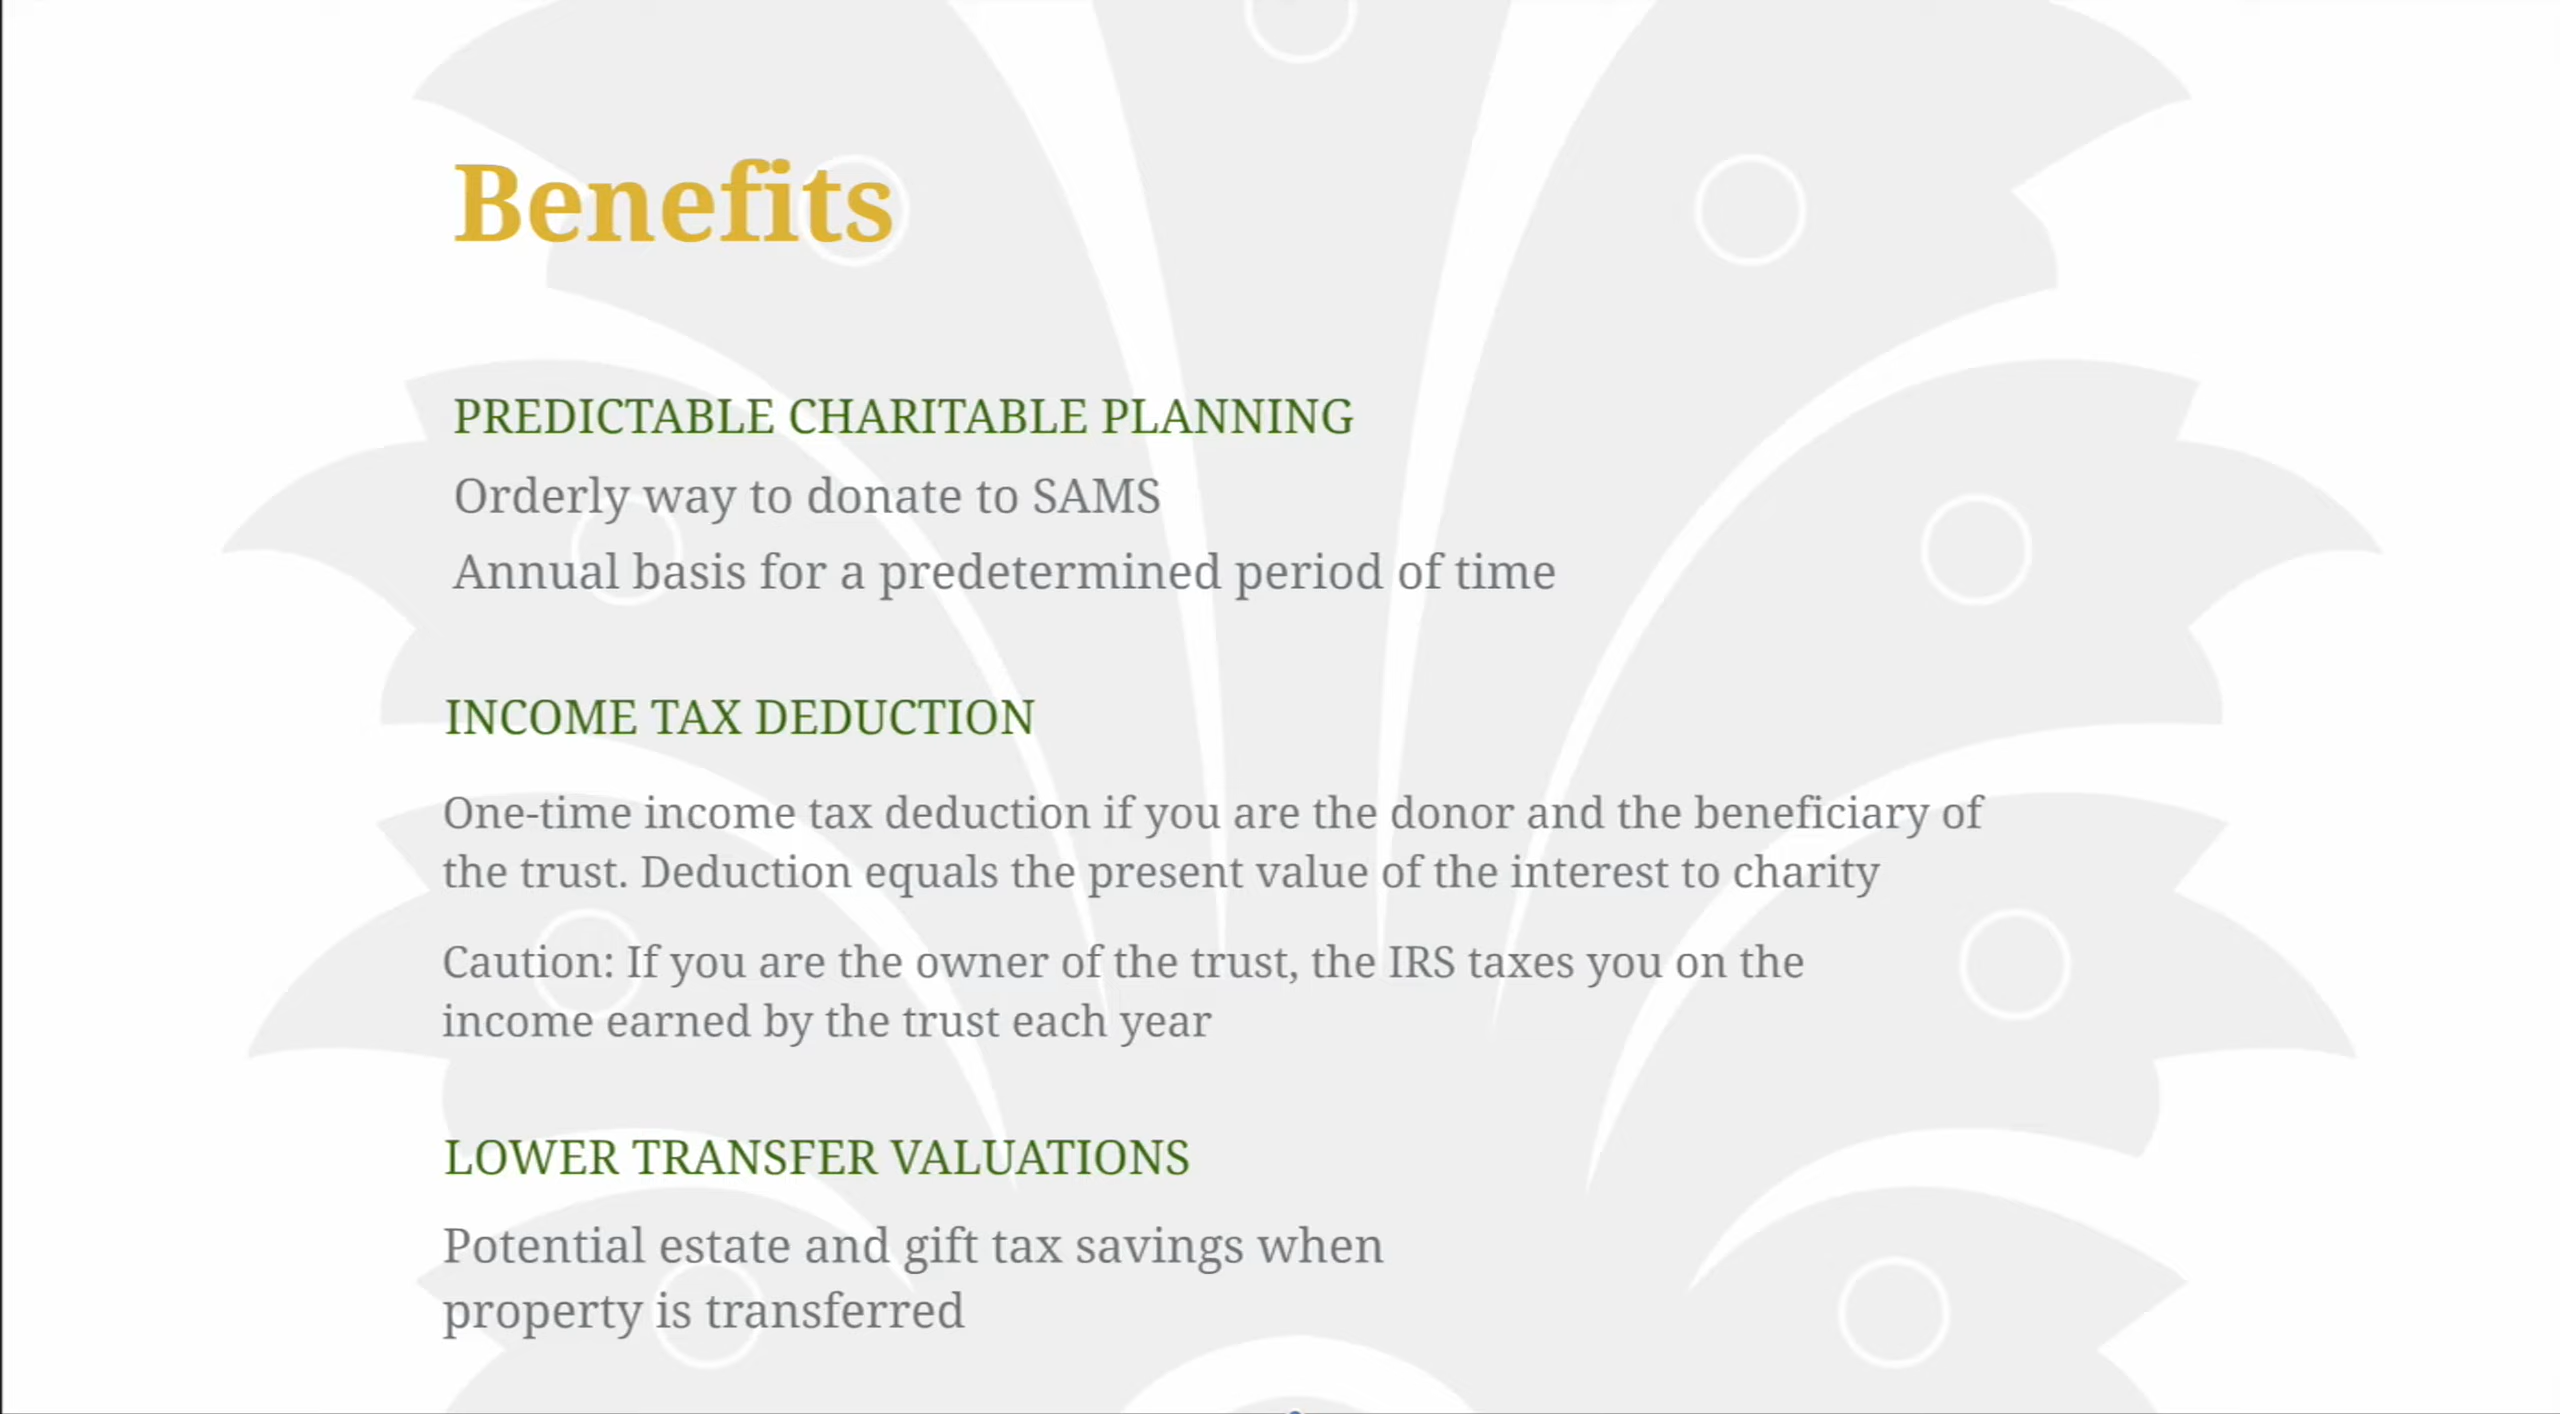 Benefits
PREDICTABLE CHARITABLE PLANNING
Orderly way to donate to SAMS
Annual basis for a predetermined period of time
INCOME TAX DEDUCTION
One-time income tax deduction if you are the donor and the beneficiary of
the trust. Deduction equals the present value of the interest to charity
Caution: If you are the owner of the trust, the IRS taxes you on the
income earned by the trust each year
LOWER TRANSFER VALUATIONS
Potential estate and gift tax savings when
property is transferred